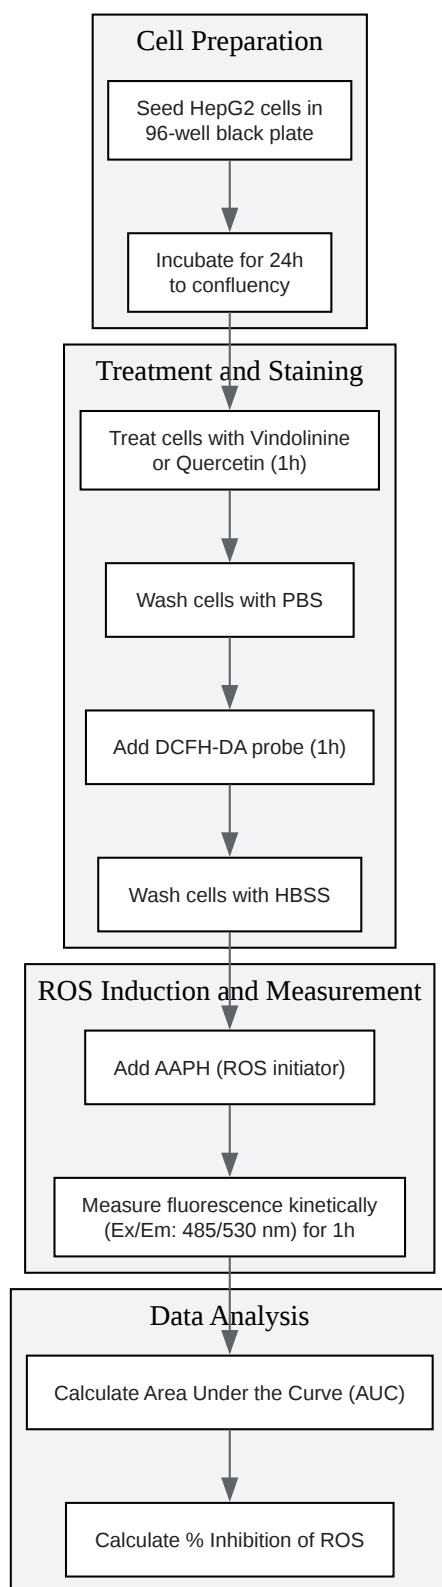 Cell Preparation
Seed HepG2 cells in
96-well black plate
Incubate for 24h
to confluency
Treatment and Staining
Treat cells with Vindolinine
or Quercetin (1h)
Wash cells with PBS
Add DCFH-DA probe (1h)
Wash cells with HBSS
ROS Induction and Measurement
Add AAPH (ROS initiator)
Measure fluorescence kinetically
(Ex/Em: 485/530 nm) for 1h
Data Analysis
Calculate Area Under the Curve (AUC)
Calculate % Inhibition of ROS